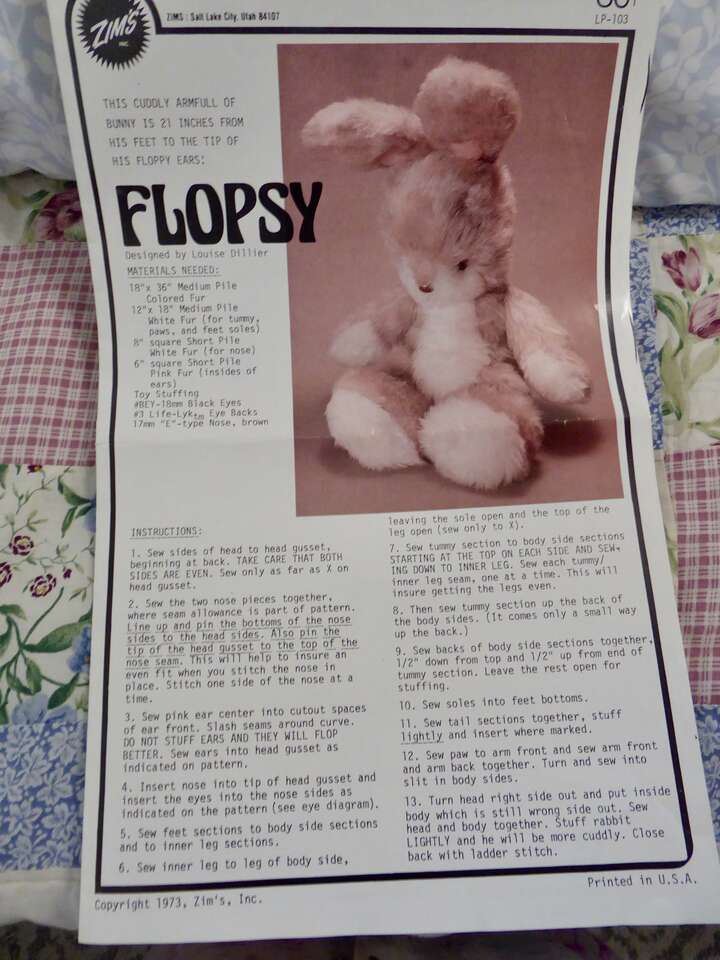 ZIM'S
INC.
ZIMS : Salt Lake City, Utah 84107
LP-103
THIS CUDDLY ARMFULL OF
BUNNY IS 21 INCHES FROM
HIS FEET TO THE TIP OF
HIS FLOPPY EARS:
FLOPSY
Designed by Louise Dillier
MATERIALS NEEDED:
18"x 36" Medium Pile
Colored Fur
12"x 18" Medium Pile
White Fur (for tummy,
paws, and feet soles)
8" square Short Pile
White Fur (for nose)
6" square Short Pile
Pink Fur (insides of
ears)
Toy Stuffing
#BEY-18mm Black Eyes
#3 Life-Lyk™ Eye Backs
17mm "E"-type Nose, brown
INSTRUCTIONS:
1. Sew sides of head to head gusset,
beginning at back. TAKE CARE THAT BOTH
SIDES ARE EVEN. Sew only as far as X on
head gusset.
2. Sew the two nose pieces together,
where seam allowance is part of pattern.
Line up and pin the bottoms of the nose
sides to the head sides. Also pin the
tip of the head gusset to the top of the
nose seam. This will help to insure an
even fit when you stitch the nose in
place. Stitch one side of the nose at a
time.
3. Sew pink ear center into cutout spaces
of ear front. Slash seams around curve.
DO NOT STUFF EARS AND THEY WILL FLOP
BETTER. Sew ears into head gusset as
indicated on pattern.
4. Insert nose into tip of head gusset and
insert the eyes into the nose sides as
indicated on the pattern (see eye diagram).
5. Sew feet sections to body side sections
and to inner leg sections.
6. Sew inner leg to leg of body side,
leaving the sole open and the top of the
leg open (sew only to X).
7. Sew tummy section to body side sections
STARTING AT THE TOP ON EACH SIDE AND SEW-
ING DOWN TO INNER LEG. Sew each tummy/
inner leg seam, one at a time. This will
insure getting the legs even.
8. Then sew tummy section up the back of
the body sides. (It comes only a small way
up the back.)
9. Sew backs of body side sections together,
1/2" down from top and 1/2" up from end of
tummy section. Leave the rest open for
stuffing.
10. Sew soles into feet bottoms.
11. Sew tail sections together, stuff
lightly and insert where marked.
12. Sew paw to arm front and sew arm front
and arm back together. Turn and sew into
slit in body sides.
13. Turn head right side out and put inside
body which is still wrong side out. Sew
head and body together. Stuff rabbit
LIGHTLY and he will be more cuddly. Close
back with ladder stitch.
Copyright 1973, Zim's, Inc.
Printed in U.S.A.